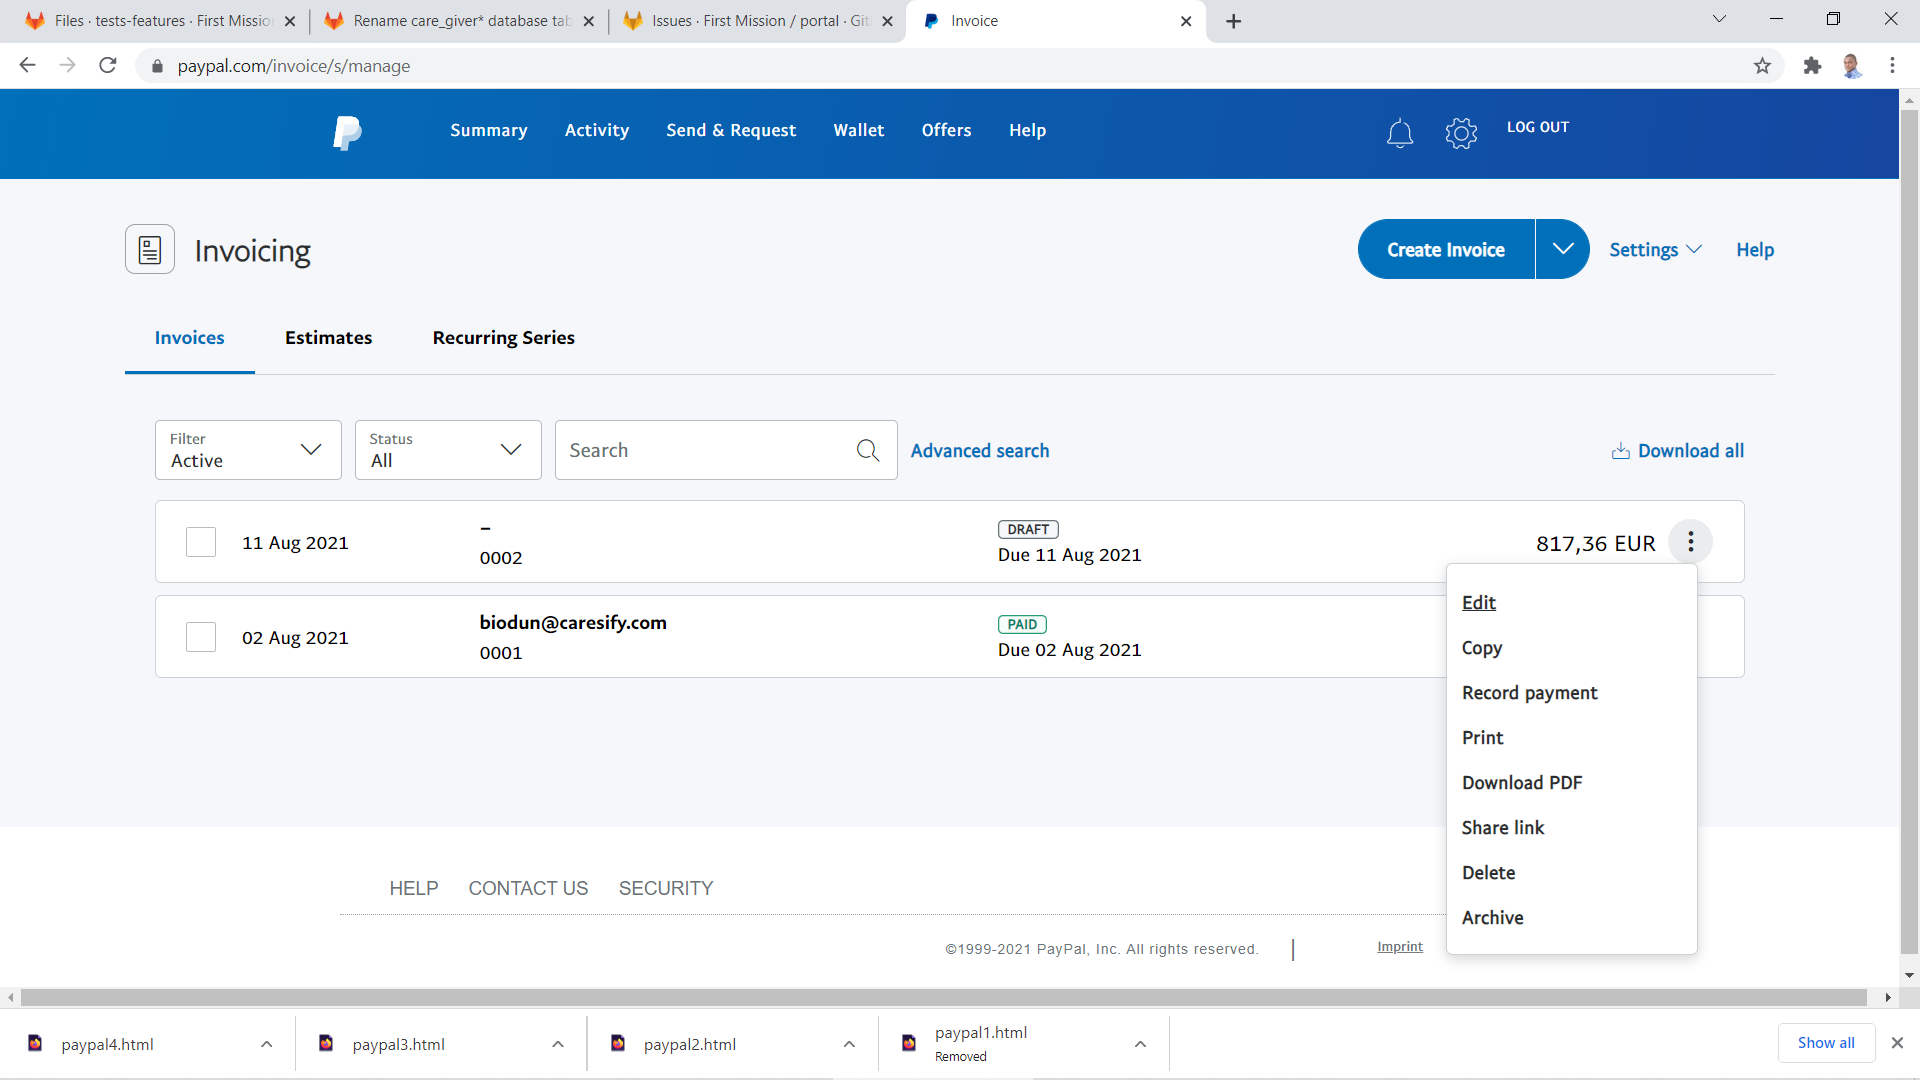 Files · tests-features · First Missio
Rename care_giver* database tab
Issues · First Mission / portal · Git
Invoice
paypal.com/invoice/s/manage
Summary
Activity
Send & Request
Wallet
Offers
Help
LOG OUT
Invoicing
Create Invoice
Settings
Help
Invoices
Estimates
Recurring Series
Filter
Active
Status
All
Search
Advanced search
Download all
11 Aug 2021
–
0002
DRAFT
Due 11 Aug 2021
817,36 EUR
02 Aug 2021
biodun@caresify.com
0001
PAID
Due 02 Aug 2021
Edit
Copy
Record payment
Print
Download PDF
Share link
Delete
Archive
HELP
CONTACT US
SECURITY
©1999-2021 PayPal, Inc. All rights reserved.
Imprint
paypal4.html
paypal3.html
paypal2.html
paypal1.html
Removed
Show all